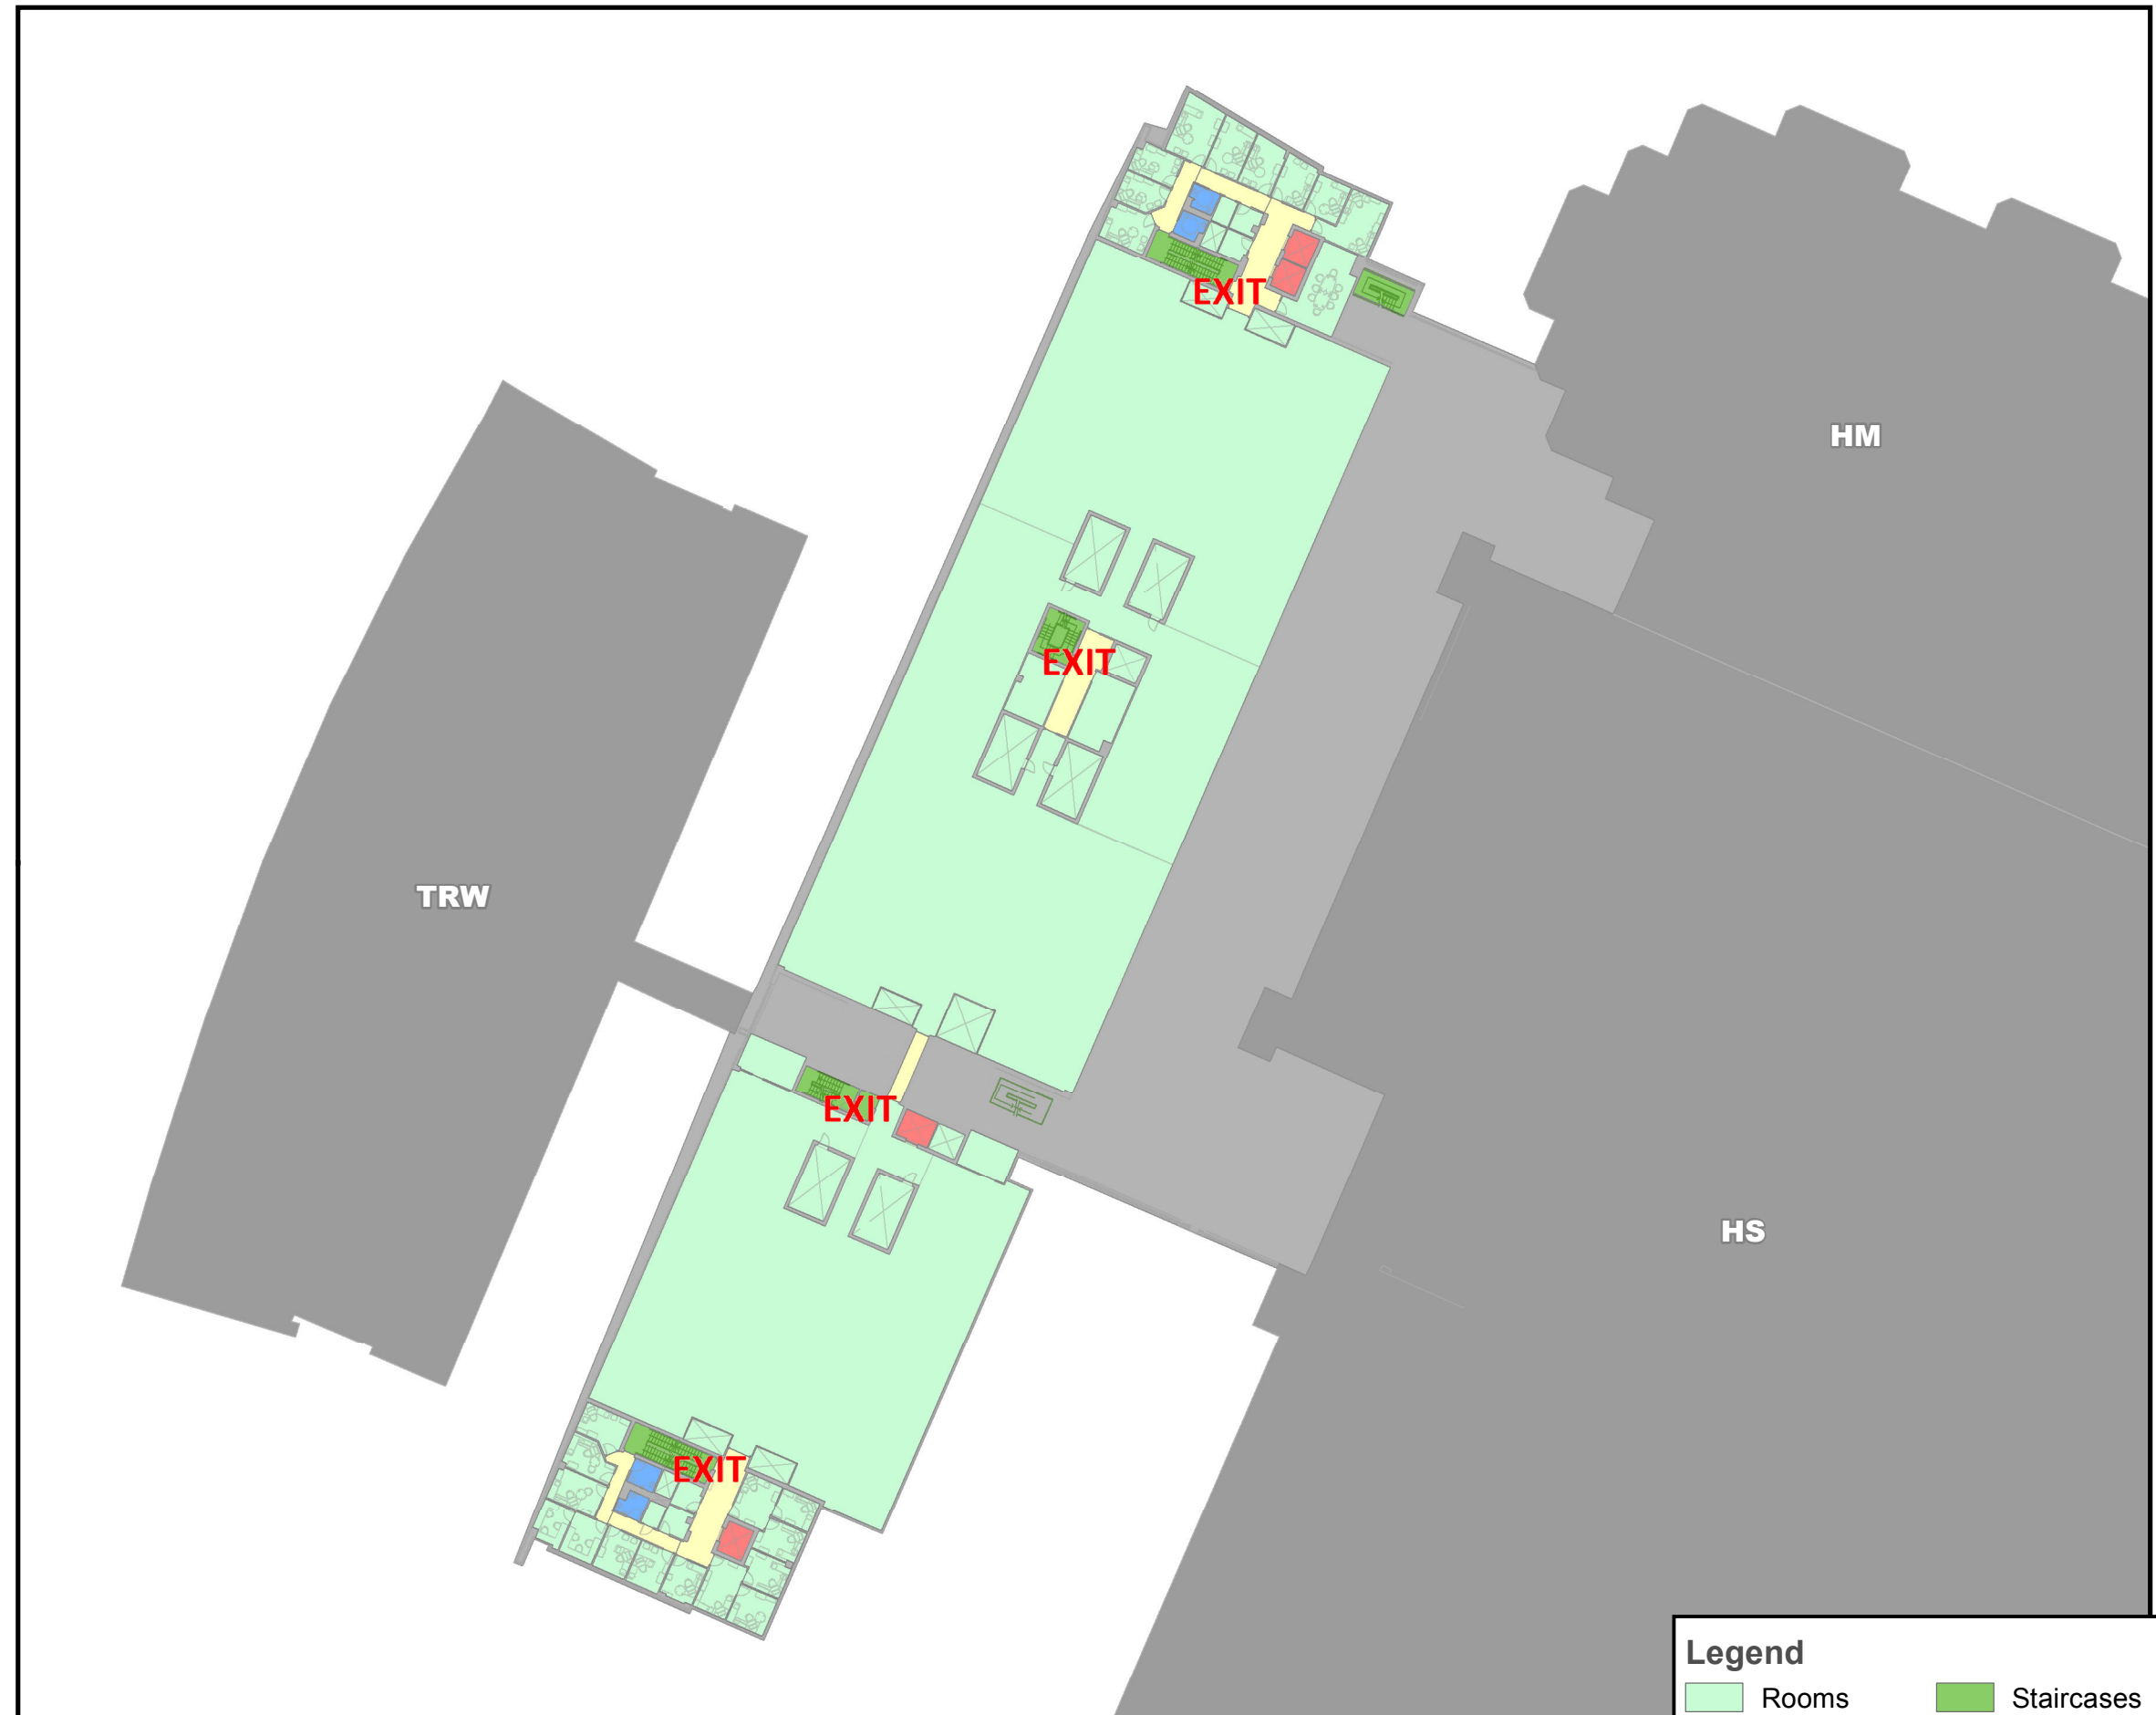 EXIT
HM
EXIT
TRW
EXIT
HS
EXIT
Legend
Rooms
Staircases